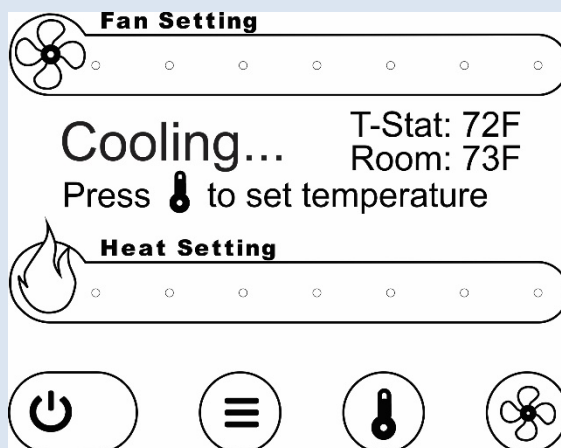 Fan Setting
Cooling...
T-Stat: 72F
Room: 73F
Press to set temperature
Heat Setting